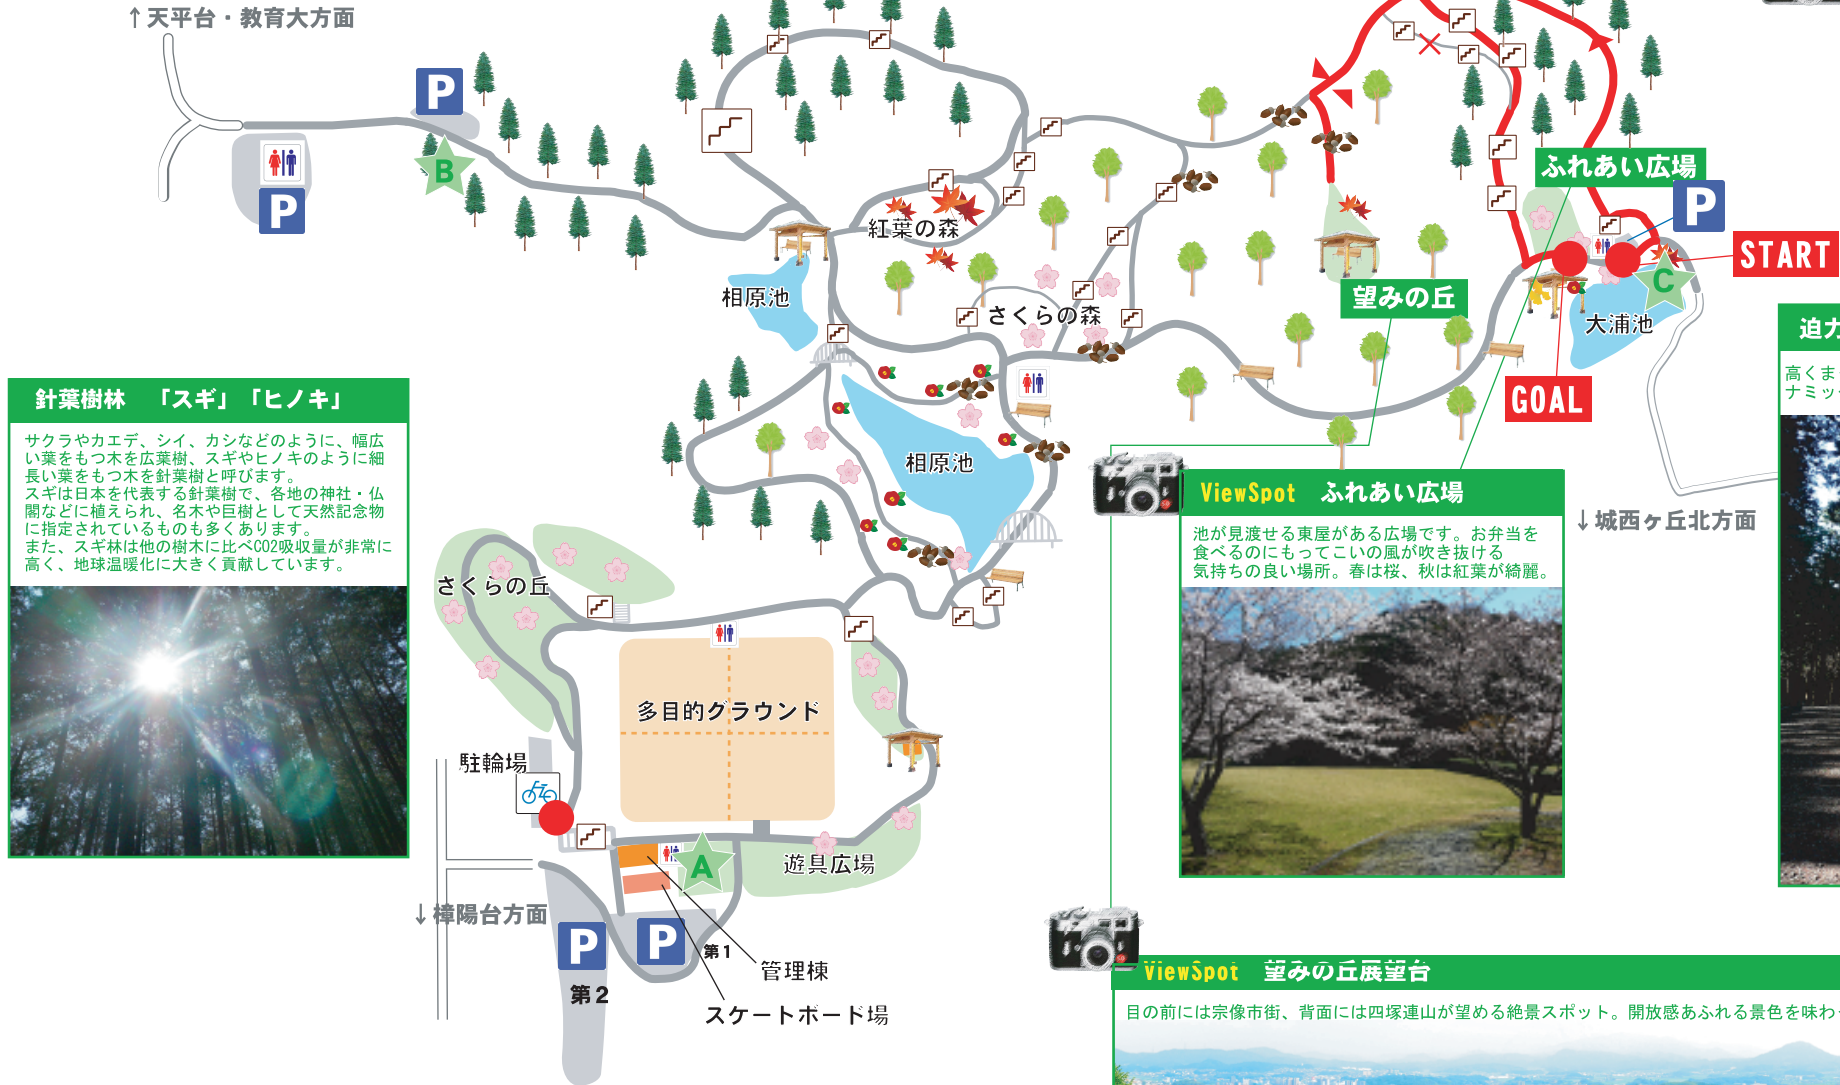 ↑天平台・教育大方面
P
B
P
ふれあい広場
P
START
C
紅葉の森
相原池
さくらの森
望みの丘
大浦池
GOAL
迫力
高くま
ナミッ
針葉樹林 「スギ」「ヒノキ」
サクラやカエデ、シイ、カシなどのように、幅広
い葉をもつ木を広葉樹、スギやヒノキのように細
長い葉をもつ木を針葉樹と呼びます。
スギは日本を代表する針葉樹で、各地の神社・仏
閣などに植えられ、名木や巨樹として天然記念物
に指定されているものも多くあります。
また、スギ林は他の樹木に比べCO2吸収量が非常に
高く、地球温暖化に大きく貢献しています。
相原池
ViewSpot ふれあい広場
池が見渡せる東屋がある広場です。お弁当を
食べるのにもってこいの風が吹き抜ける
気持ちの良い場所。春は桜、秋は紅葉が綺麗。
↓城西ヶ丘北方面
さくらの丘
多目的グラウンド
駐輪場
A
遊具広場
↓樟陽台方面
P
第2
P
第1
管理棟
スケートボード場
ViewSpot 望みの丘展望台
目の前には宗像市街、背面には四塚連山が望める絶景スポット。開放感あふれる景色を味わ